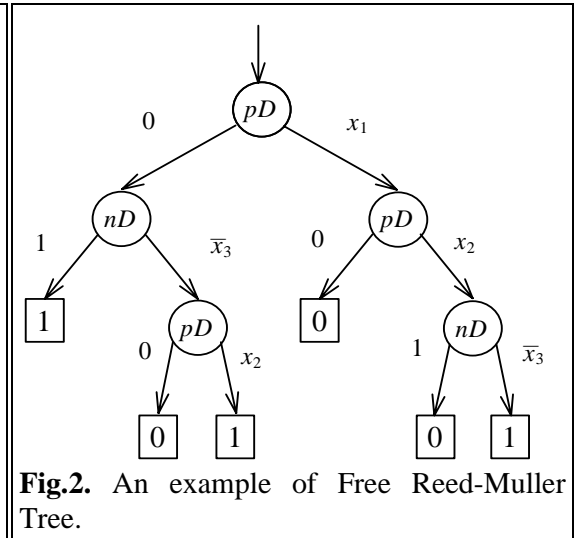 pD
0
x₁
nD
pD
1
x̅₃
0
x₂
1
pD
0
nD
0
x₂
1
x̅₃
0
1
0
1
Fig.2. An example of Free Reed-Muller
Tree.